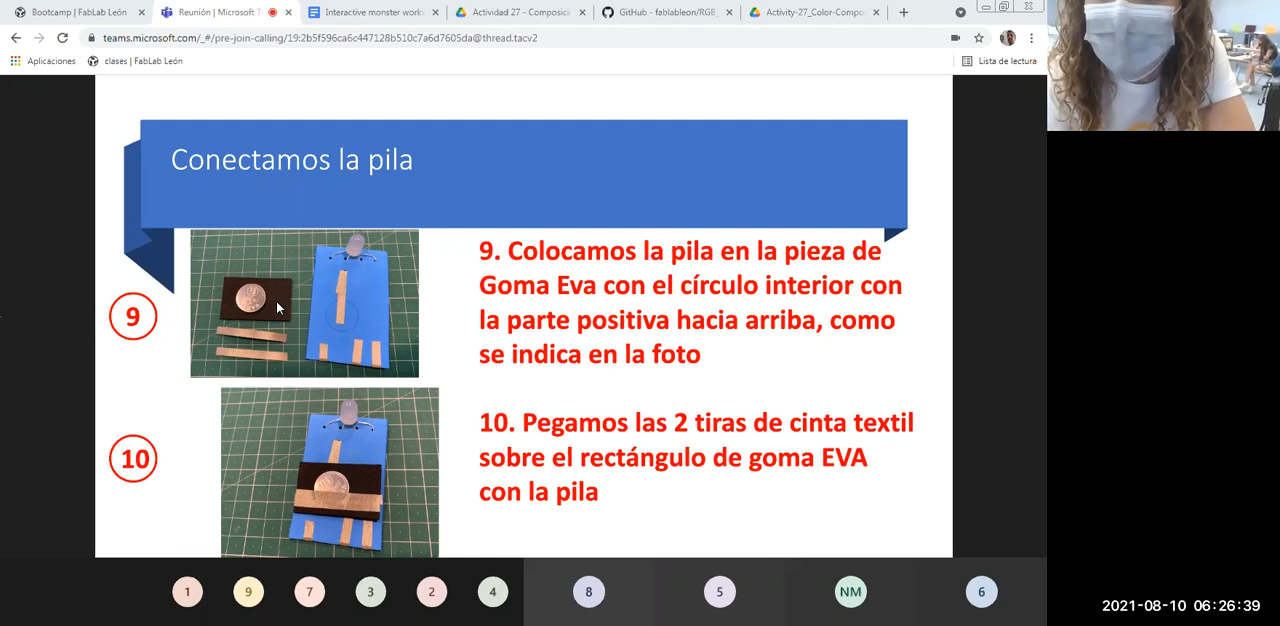 Bootcamp | FabLab León
Reunión | Microsoft T
Interactive monster works
Actividad 27 - Composici
GitHub - fablableon/RGB_
Activity-27_Color-Compo
teams.microsoft.com/_#/pre-join-calling/19:2b5f596ca6c447128b510c7a6d7605da@thread.tacv2
Aplicaciones
clases | FabLab León
Lista de lectura
Conectamos la pila
9
9. Colocamos la pila en la pieza de
Goma Eva con el círculo interior con
la parte positiva hacia arriba, como
se indica en la foto
10
10. Pegamos las 2 tiras de cinta textil
sobre el rectángulo de goma EVA
con la pila
1 9 7 3 2 4 8 5 NM 6
2021-08-10 06:26:39